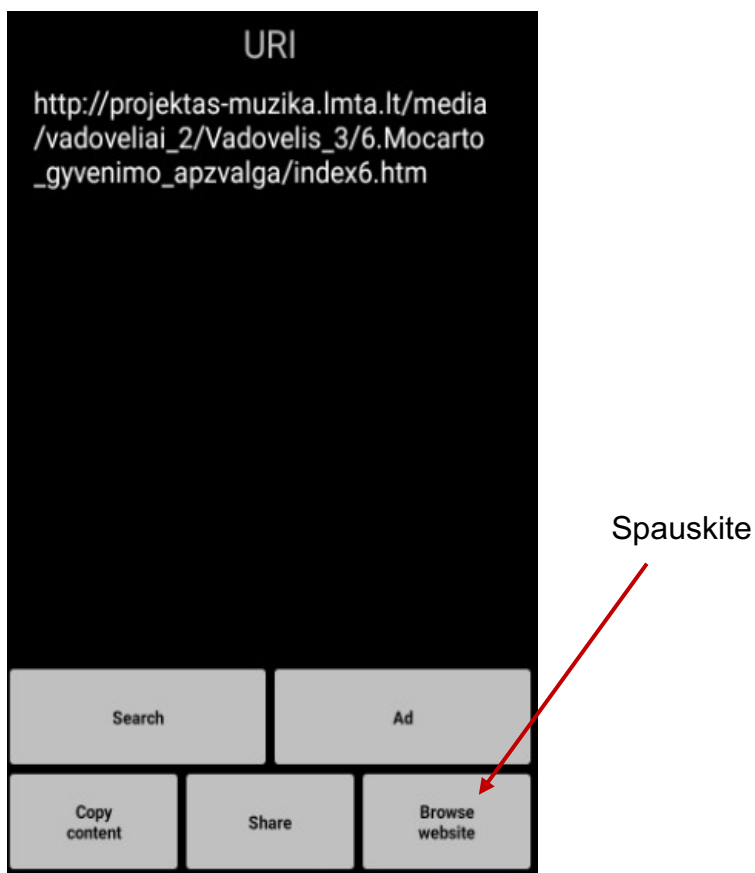 URI
http://projektas-muzika.lmta.lt/media
/vadoveliai_2/Vadovelis_3/6.Mocarto
_gyvenimo_apzvalga/index6.htm
Spauskite
Search
Ad
Copy
content
Share
Browse
website